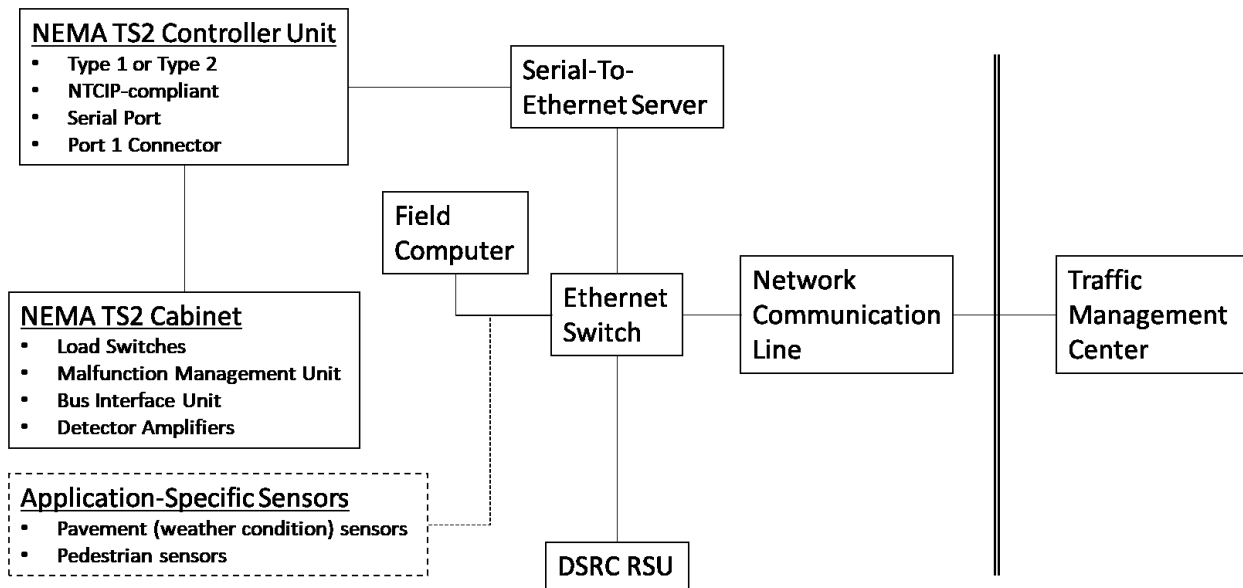 NEMA TS2 Controller Unit
▪ Type 1 or Type 2
▪ NTCIP-compliant
▪ Serial Port
▪ Port 1 Connector
Serial-To-
Ethernet Server
Field
Computer
Ethernet
Switch
Network
Communication
Line
Traffic
Management
Center
NEMA TS2 Cabinet
▪ Load Switches
▪ Malfunction Management Unit
▪ Bus Interface Unit
▪ Detector Amplifiers
Application-Specific Sensors
▪ Pavement (weather condition) sensors
▪ Pedestrian sensors
DSRC RSU